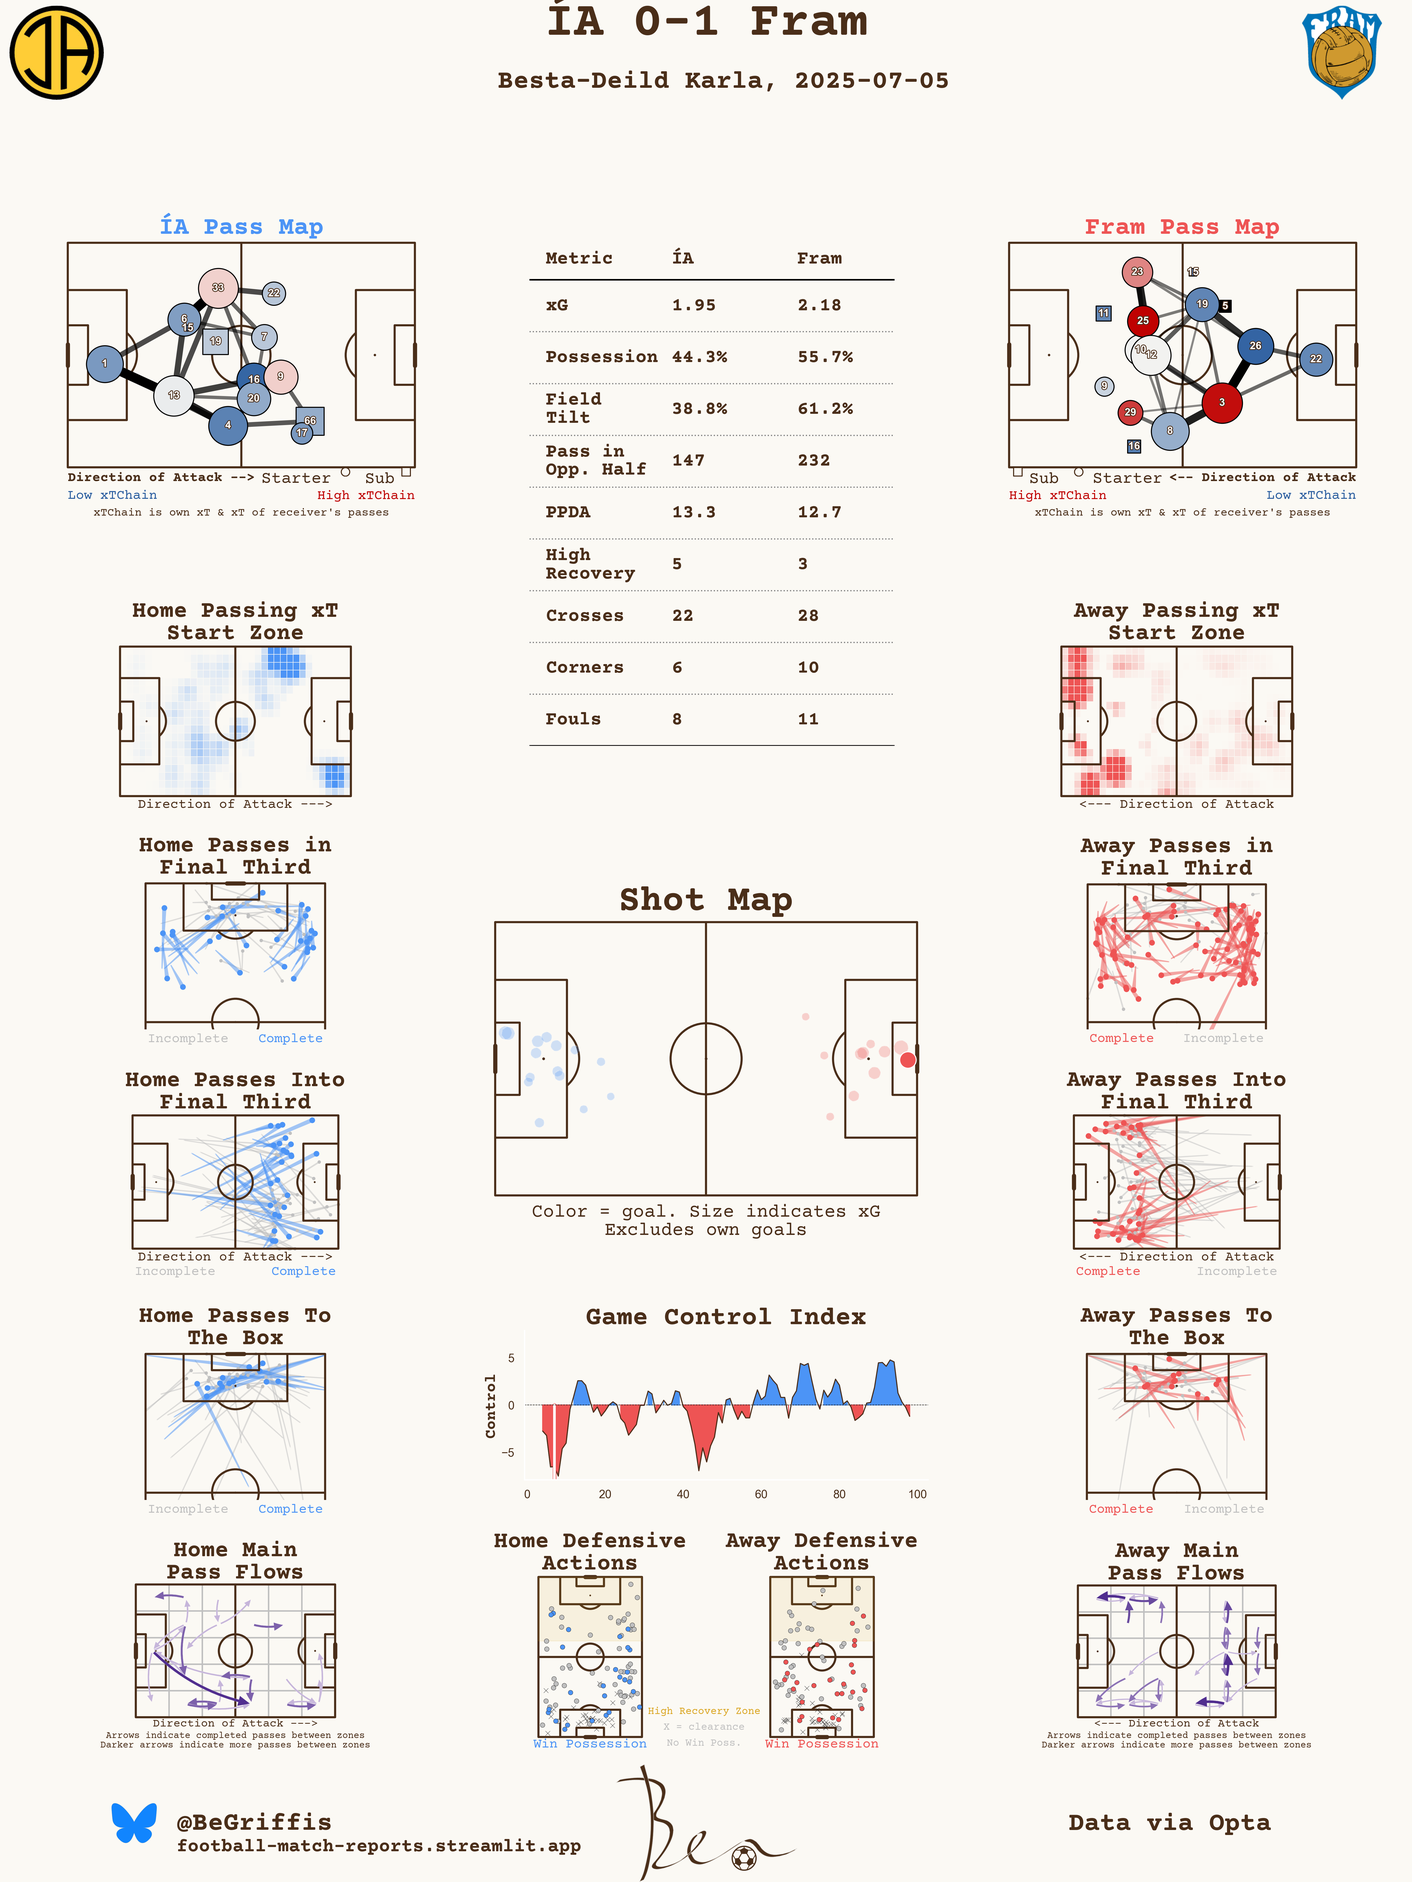 ÍA 0-1 Fram
Besta-Deild Karla, 2025-07-05
FRAM
ÍA Pass Map
33
22
6
15
19
7
1
16
9
13
20
4
66
17
Direction of Attack --> Starter Sub
Low xTChain High xTChain
xTChain is own xT & xT of receiver's passes
Metric ÍA Fram
xG 1.95 2.18
Possession 44.3% 55.7%
Field
Tilt 38.8% 61.2%
Pass in
Opp. Half 147 232
PPDA 13.3 12.7
High
Recovery 5 3
Crosses 22 28
Corners 6 10
Fouls 8 11
Fram Pass Map
23
15
19
5
11
25
10
12
26
22
9
3
29
8
16
Sub Starter <-- Direction of Attack
High xTChain Low xTChain
xTChain is own xT & xT of receiver's passes
Home Passing xT
Start Zone
Direction of Attack --->
Away Passing xT
Start Zone
<--- Direction of Attack
Home Passes in
Final Third
Incomplete Complete
Away Passes in
Final Third
Complete Incomplete
Shot Map
Color = goal. Size indicates xG
Excludes own goals
Home Passes Into
Final Third
Direction of Attack --->
Incomplete Complete
Away Passes Into
Final Third
<--- Direction of Attack
Complete Incomplete
Home Passes To
The Box
Incomplete Complete
Game Control Index
Control
5
0
−5
0 20 40 60 80 100
Away Passes To
The Box
Complete Incomplete
Home Main
Pass Flows
Direction of Attack --->
Arrows indicate completed passes between zones
Darker arrows indicate more passes between zones
Home Defensive
Actions
Win Possession
Away Defensive
Actions
Win Possession
High Recovery Zone
X = clearance
No Win Poss.
Away Main
Pass Flows
<--- Direction of Attack
Arrows indicate completed passes between zones
Darker arrows indicate more passes between zones
@BeGriffis
football-match-reports.streamlit.app
Ben
Data via Opta